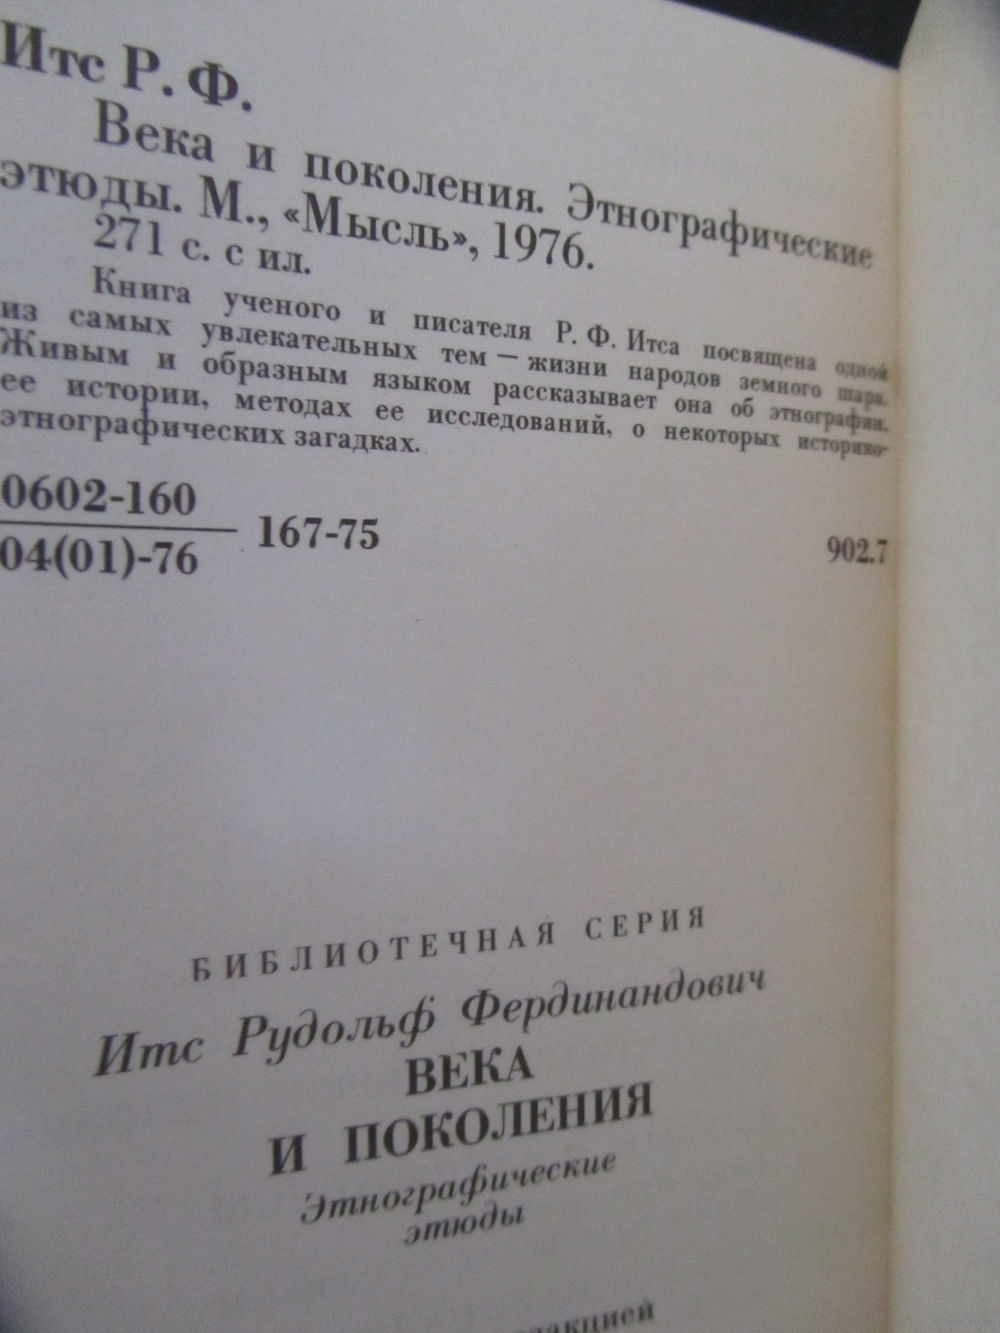 Итс Р. Ф.
Века и поколения. Этнографические
этюды. М., «Мысль», 1976.
271 с. с ил.
Книга ученого и писателя Р. Ф. Итса посвящена одной
из самых увлекательных тем — жизни народов земного шара.
Живым и образным языком рассказывает она об этнографии,
ее истории, методах ее исследований, о некоторых историко-
этнографических загадках.
0602-160
04(01)-76
167-75
902.7
БИБЛИОТЕЧНАЯ СЕРИЯ
Итс Рудольф Фердинандович
ВЕКА
И ПОКОЛЕНИЯ
Этнографические
этюды